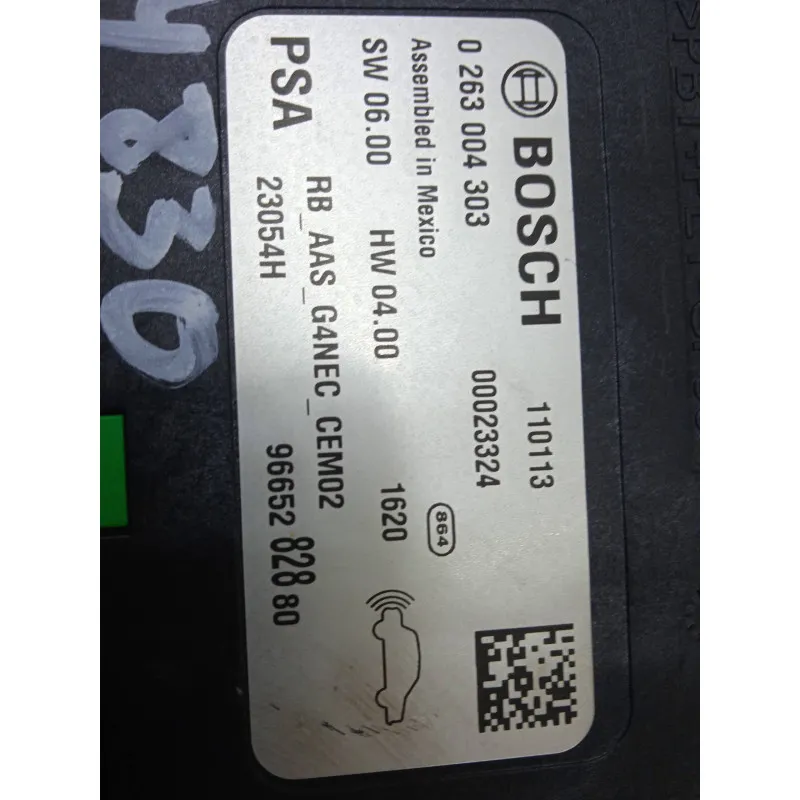 BOSCH 110113
0 263 004 303 00023324
Assembled in Mexico 864
SW 06.00 HW 04.00 1620
RB_AAS_G4NEC_CEM02
PSA 23054H 96652 828 80
4830